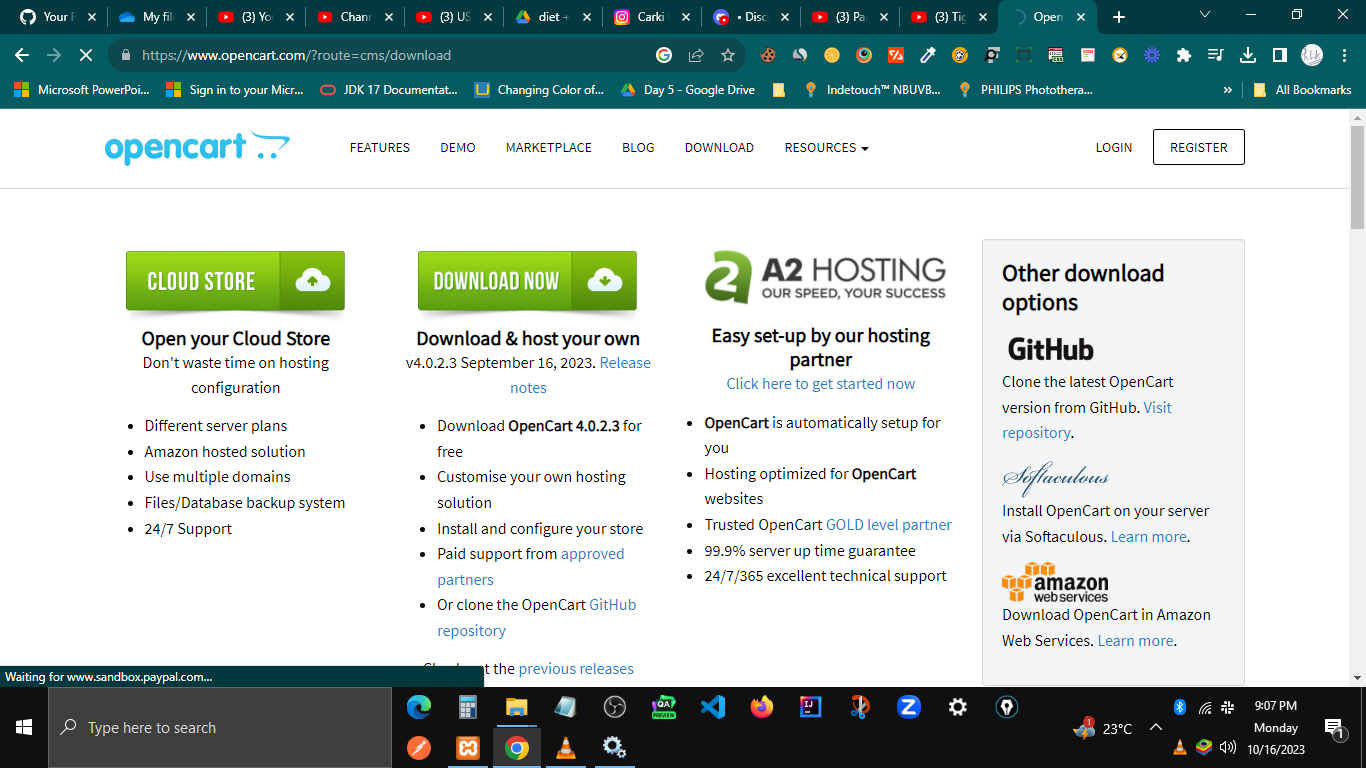 Your F
My file
(3) Yo
Chann
(3) US
diet +
Carki
• Disc
(3) Pa
(3) Tig
Open
https://www.opencart.com/?route=cms/download
Microsoft PowerPoi...
Sign in to your Micr...
JDK 17 Documentat...
Changing Color of...
Day 5 - Google Drive
Indetouch™ NBUVB...
PHILIPS Photothera...
»
All Bookmarks
opencart
FEATURES
DEMO
MARKETPLACE
BLOG
DOWNLOAD
RESOURCES
LOGIN
REGISTER
CLOUD STORE
Open your Cloud Store
Don't waste time on hosting
configuration
• Different server plans
• Amazon hosted solution
• Use multiple domains
• Files/Database backup system
• 24/7 Support
DOWNLOAD NOW
Download & host your own
v4.0.2.3 September 16, 2023. Release
notes
• Download OpenCart 4.0.2.3 for
free
• Customise your own hosting
solution
• Install and configure your store
• Paid support from approved
partners
• Or clone the OpenCart GitHub
repository
the previous releases
A2 HOSTING
OUR SPEED, YOUR SUCCESS
Easy set-up by our hosting
partner
Click here to get started now
• OpenCart is automatically setup for
you
• Hosting optimized for OpenCart
websites
• Trusted OpenCart GOLD level partner
• 99.9% server up time guarantee
• 24/7/365 excellent technical support
Other download
options
GitHub
Clone the latest OpenCart
version from GitHub. Visit
repository.
Softaculous
Install OpenCart on your server
via Softaculous. Learn more.
amazon
web services
Download OpenCart in Amazon
Web Services. Learn more.
Waiting for www.sandbox.paypal.com...
Type here to search
QA
PREVIEW
IJ
1
23°C
9:07 PM
Monday
10/16/2023
1